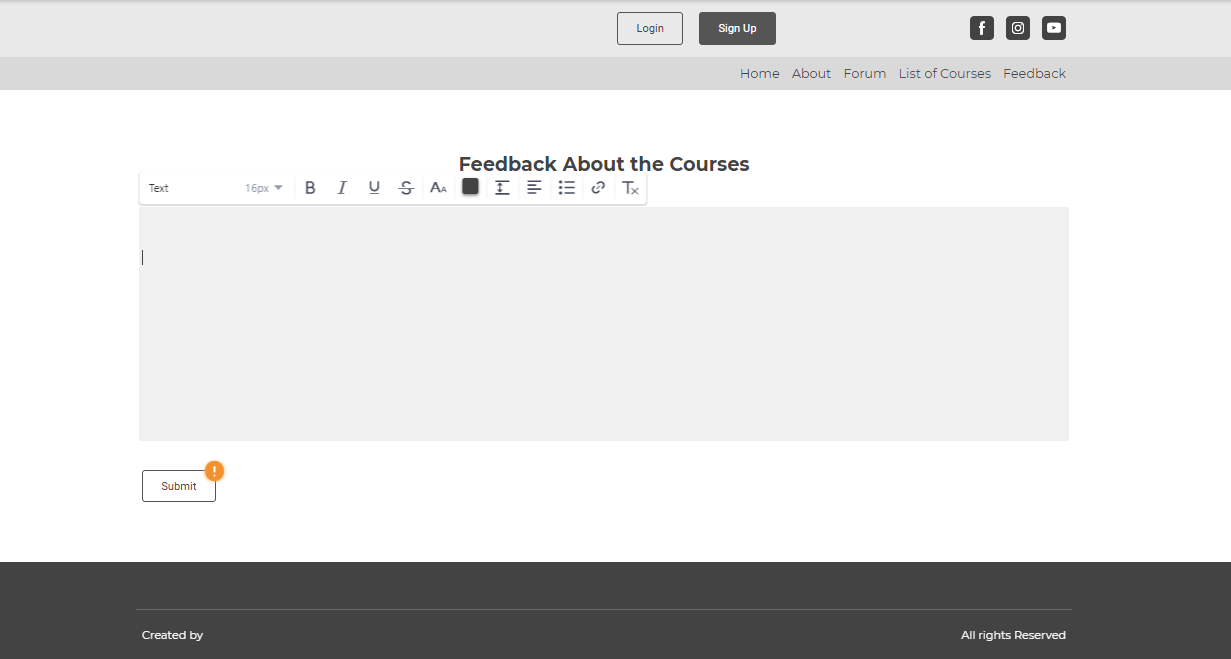 Login Sign Up
Home About Forum List of Courses Feedback
Feedback About the Courses
Text 16px
Submit
Created by All rights Reserved